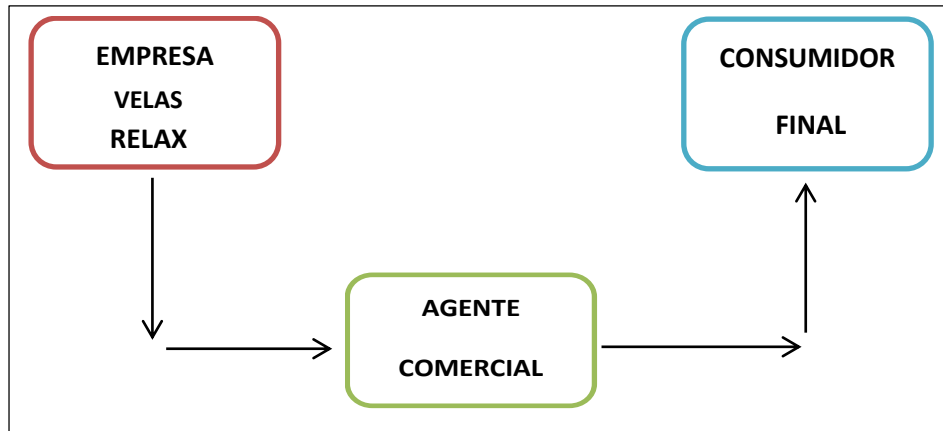 EMPRESA
VELAS
RELAX
CONSUMIDOR
FINAL
AGENTE
COMERCIAL